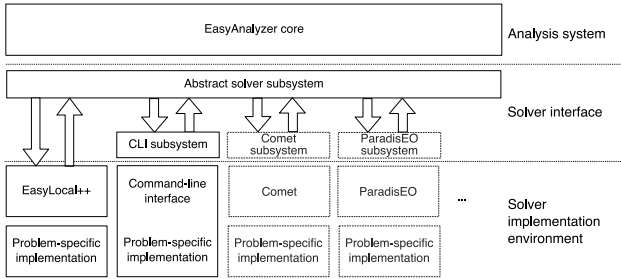 EasyAnalyzer core
Analysis system
Abstract solver subsystem
Solver interface
CLI subsystem
Comet
subsystem
ParadisEO
subsystem
EasyLocal++
Command-line
interface
Comet
ParadisEO
...
Solver
implementation
environment
Problem-specific
implementation
Problem-specific
implementation
Problem-specific
implementation
Problem-specific
implementation